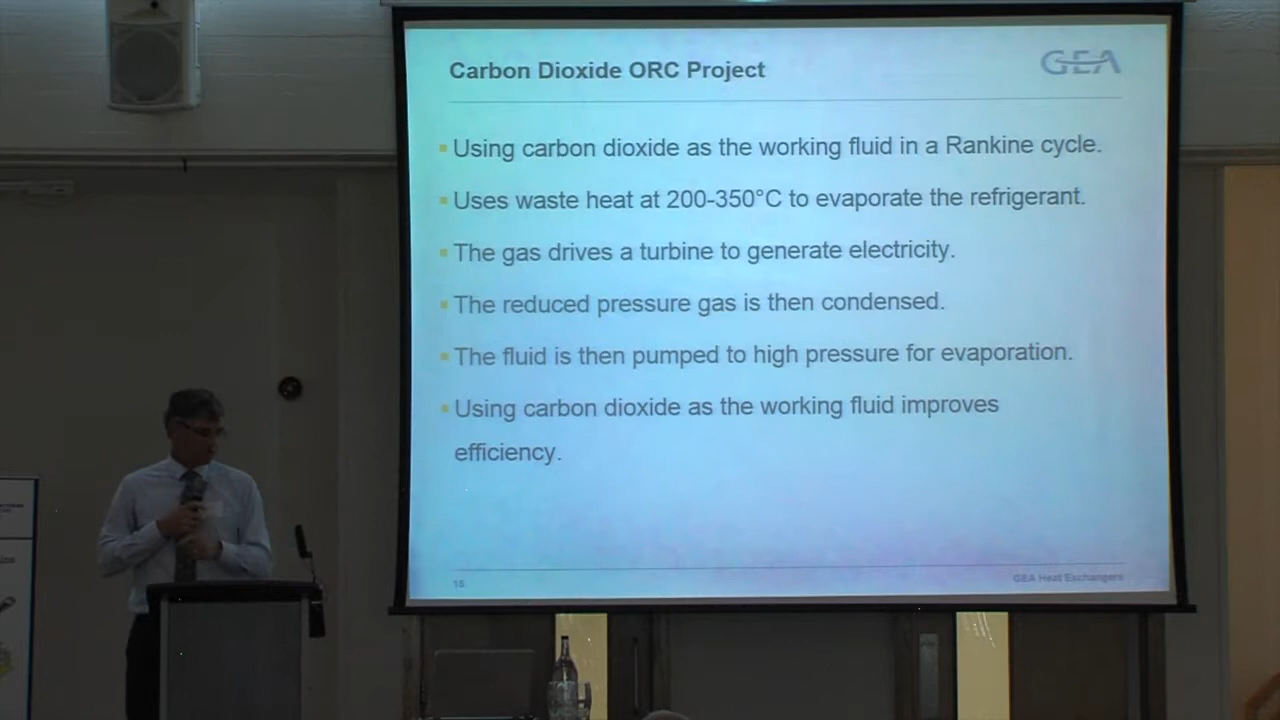 Carbon Dioxide ORC Project
GEA
Using carbon dioxide as the working fluid in a Rankine cycle.
Uses waste heat at 200-350°C to evaporate the refrigerant.
The gas drives a turbine to generate electricity.
The reduced pressure gas is then condensed.
The fluid is then pumped to high pressure for evaporation.
Using carbon dioxide as the working fluid improves
efficiency.
GEA Heat Exchangers